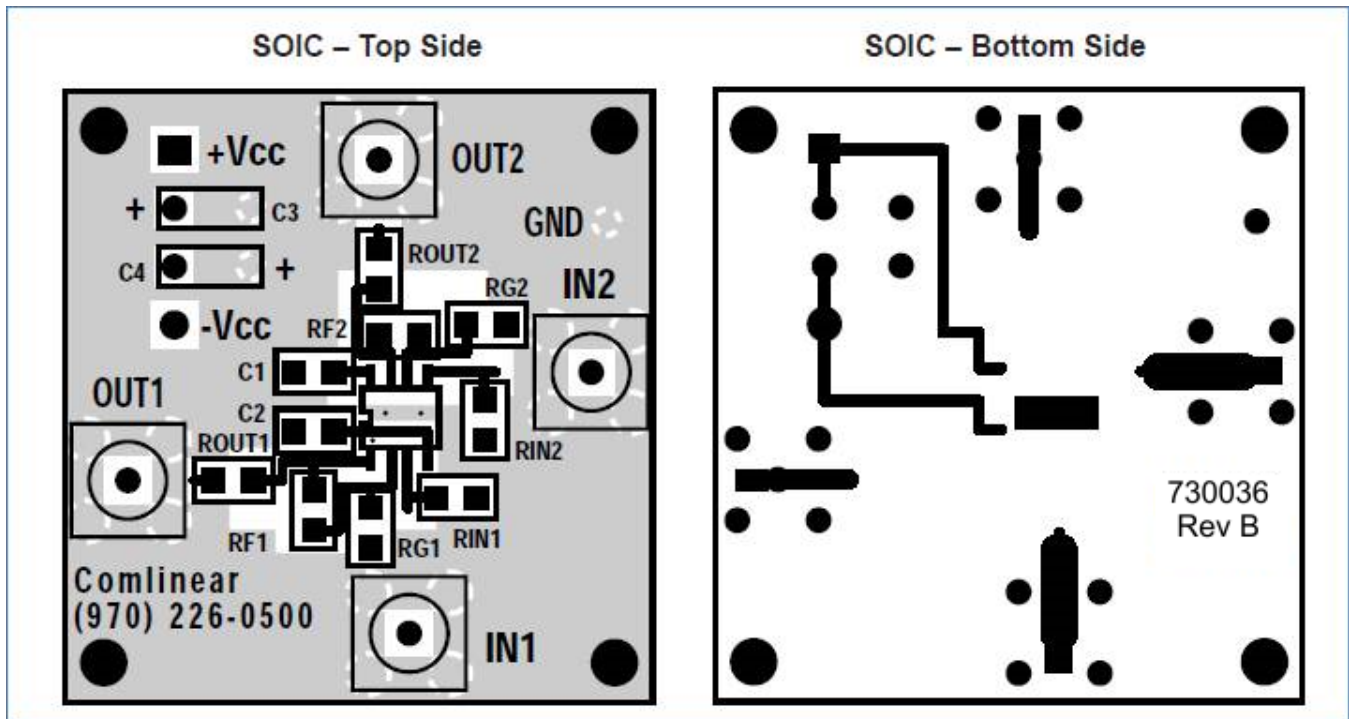 SOIC – Top Side
+Vcc
OUT2
+
C3
GND
C4
+
ROUT2
IN2
RG2
-Vcc
RF2
C1
OUT1
C2
ROUT1
RIN2
RF1
RG1
RIN1
Comlinear
(970) 226-0500
IN1
SOIC – Bottom Side
730036
Rev B